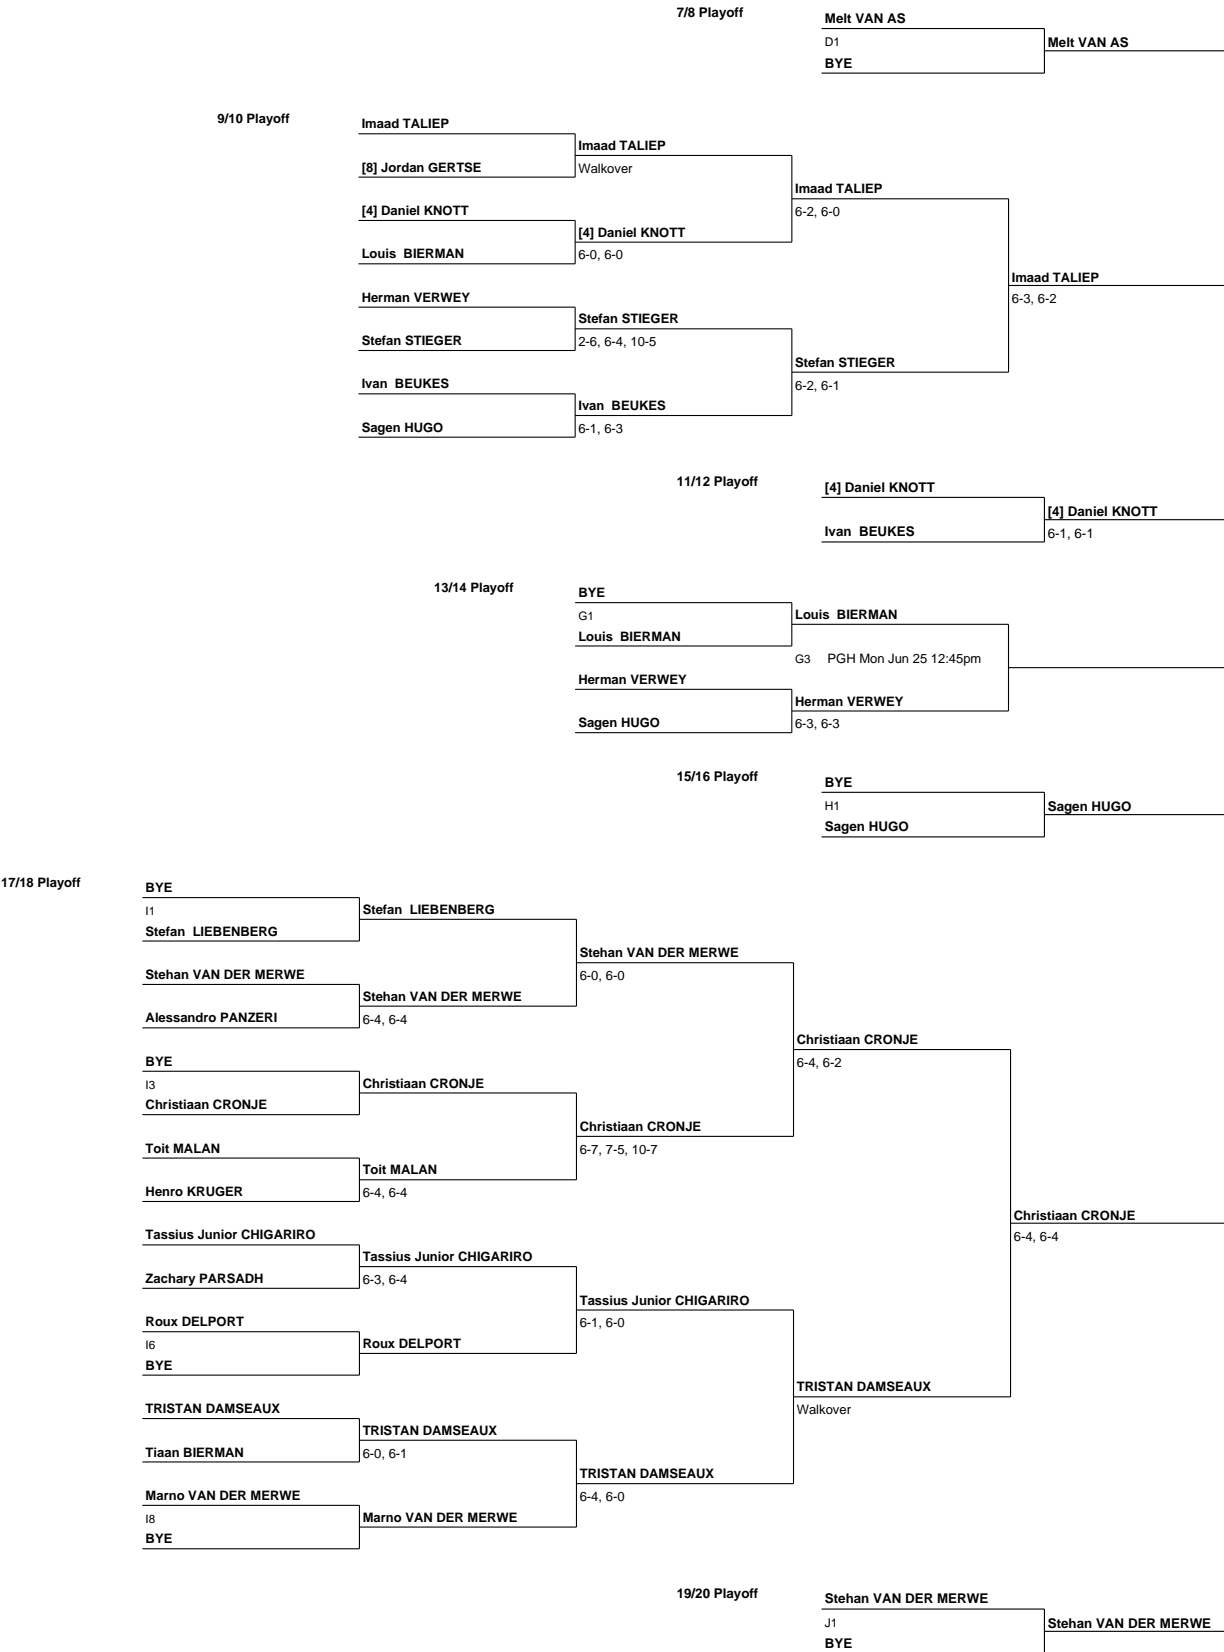 7/8 Playoff
Melt VAN AS
D1
Melt VAN AS
BYE
9/10 Playoff
Imaad TALIEP
Imaad TALIEP
[8] Jordan GERTSE
Walkover
Imaad TALIEP
[4] Daniel KNOTT
6-2, 6-0
[4] Daniel KNOTT
Louis BIERMAN
6-0, 6-0
Imaad TALIEP
Herman VERWEY
6-3, 6-2
Stefan STIEGER
Stefan STIEGER
2-6, 6-4, 10-5
Stefan STIEGER
Ivan BEUKES
6-2, 6-1
Ivan BEUKES
Sagen HUGO
6-1, 6-3
11/12 Playoff
[4] Daniel KNOTT
[4] Daniel KNOTT
Ivan BEUKES
6-1, 6-1
13/14 Playoff
BYE
G1
Louis BIERMAN
Louis BIERMAN
G3 PGH Mon Jun 25 12:45pm
Herman VERWEY
Herman VERWEY
Sagen HUGO
6-3, 6-3
15/16 Playoff
BYE
H1
Sagen HUGO
Sagen HUGO
17/18 Playoff
BYE
I1
Stefan LIEBENBERG
Stefan LIEBENBERG
Stehan VAN DER MERWE
Stehan VAN DER MERWE
6-0, 6-0
Stehan VAN DER MERWE
Alessandro PANZERI
6-4, 6-4
Christiaan CRONJE
BYE
6-4, 6-2
I3
Christiaan CRONJE
Christiaan CRONJE
Christiaan CRONJE
Toit MALAN
6-7, 7-5, 10-7
Toit MALAN
Henro KRUGER
6-4, 6-4
Christiaan CRONJE
Tassius Junior CHIGARIRO
6-4, 6-4
Tassius Junior CHIGARIRO
Zachary PARSADH
6-3, 6-4
Tassius Junior CHIGARIRO
Roux DELPORT
6-1, 6-0
I6
Roux DELPORT
BYE
TRISTAN DAMSEAUX
TRISTAN DAMSEAUX
Walkover
TRISTAN DAMSEAUX
Tiaan BIERMAN
6-0, 6-1
TRISTAN DAMSEAUX
Marno VAN DER MERWE
6-4, 6-0
I8
Marno VAN DER MERWE
BYE
19/20 Playoff
Stehan VAN DER MERWE
J1
Stehan VAN DER MERWE
BYE